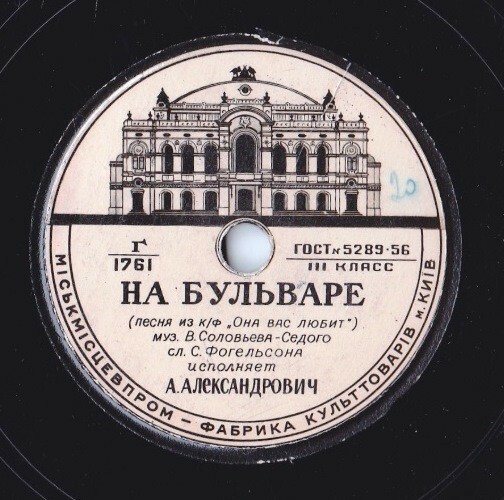 20
Г
1761
ГОСТ № 5289-56
III КЛАСС
НА БУЛЬВАРЕ
(ПЕСНЯ ИЗ К/Ф „ОНА ВАС ЛЮБИТ")
МУЗ. В. СОЛОВЬЕВА-СЕДОГО
СЛ. С. ФОГЕЛЬСОНА
ИСПОЛНЯЕТ
А. АЛЕКСАНДРОВИЧ
МІСЬКМІСЦЕВПРОМ – ФАБРИКА КУЛЬТТОВАРІВ м. КИЇВ